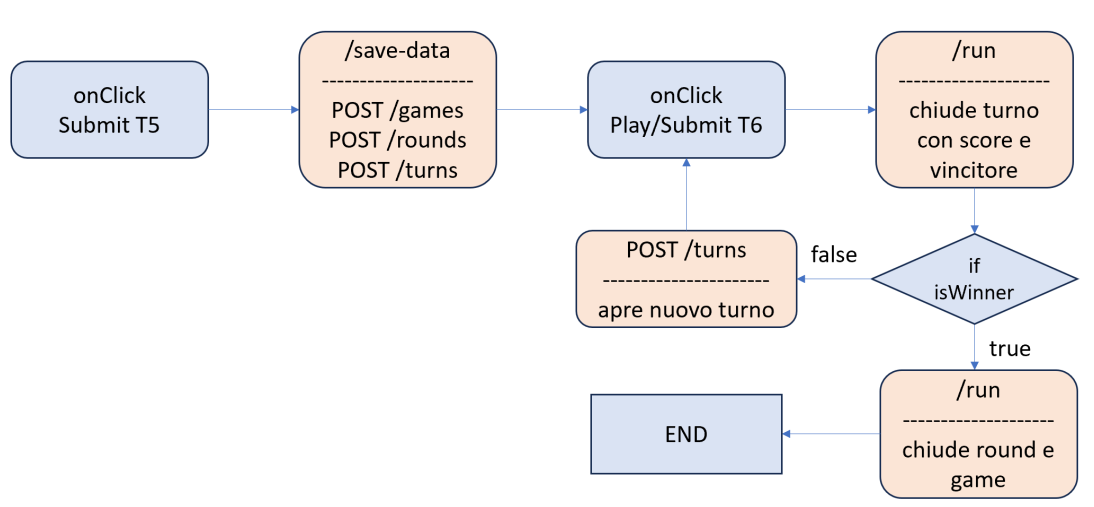 onClick
Submit T5
/save-data
--------------------
POST /games
POST /rounds
POST /turns
onClick
Play/Submit T6
/run
--------------------
chiude turno
con score e
vincitore
if
isWinner
false
POST /turns
----------------------
apre nuovo turno
true
/run
--------------------
chiude round e
game
END